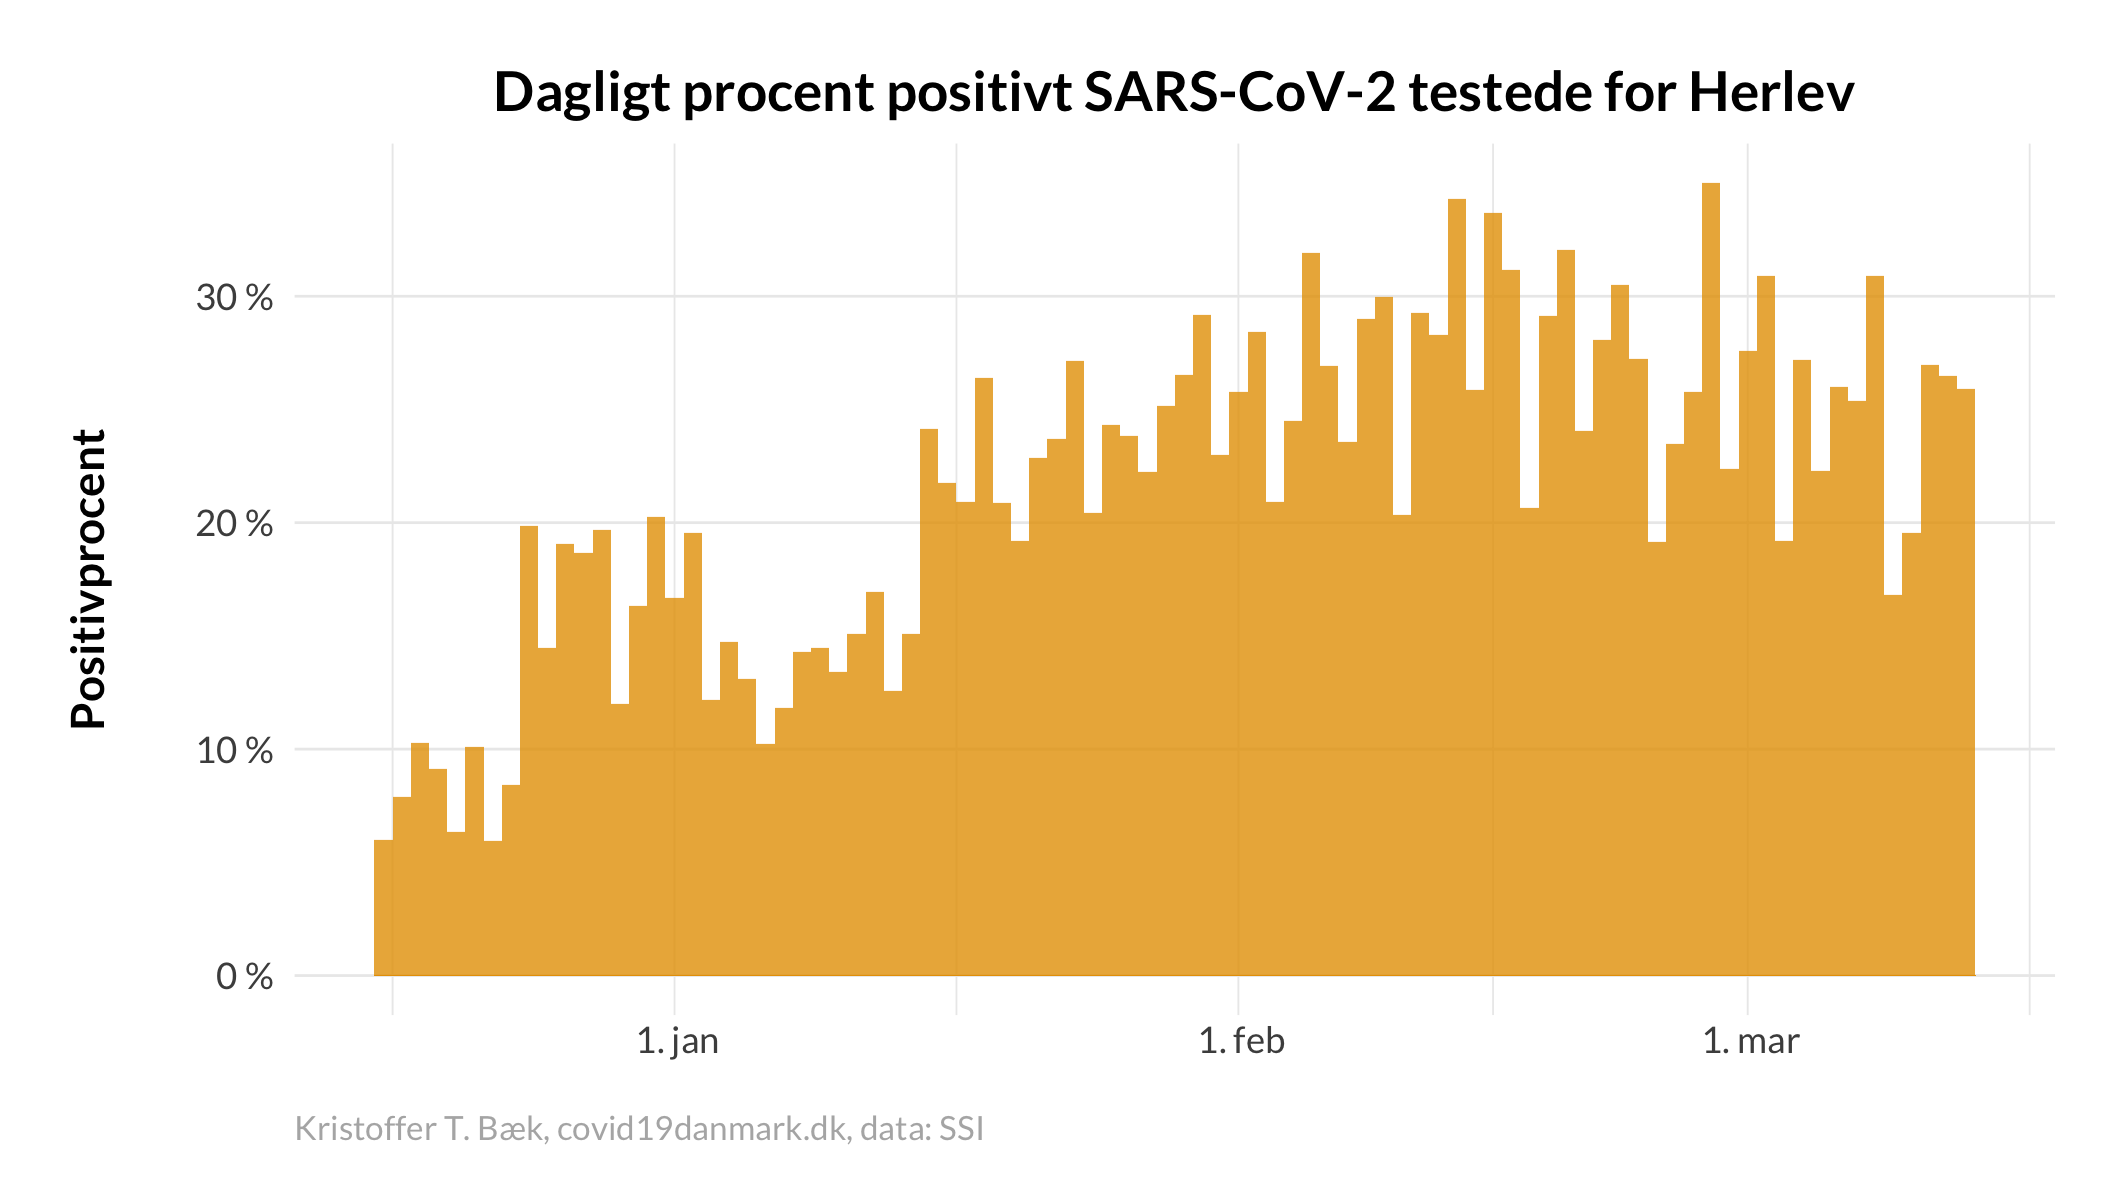 Dagligt procent positivt SARS-CoV-2 testede for Herlev
Positivprocent
30 %
20 %
10 %
0 %
1. jan
1. feb
1. mar
Kristoffer T. Bæk, covid19danmark.dk, data: SSI